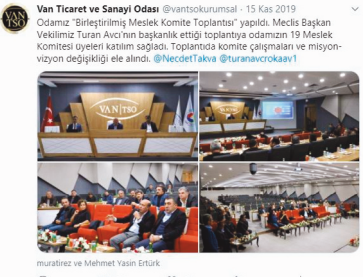 VAN TSO
Van Ticaret ve Sanayi Odası @vantsokurumsal · 15 Kas 2019
Odamız "Birleştirilmiş Meslek Komite Toplantısı" yapıldı. Meclis Başkan
Vekilimiz Turan Avcı'nın başkanlık ettiği toplantıya odamızın 19 Meslek
Komitesi üyeleri katılım sağladı. Toplantıda komite çalışmaları ve misyon-
vizyon değişikliği ele alındı. @NecdetTakva @turanavcrokaav1
VAN TSO
muratirez ve Mehmet Yasin Ertürk